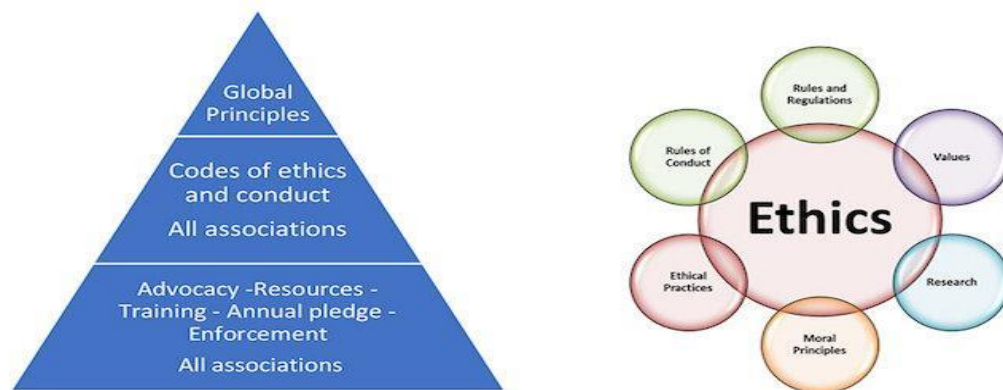 Global
Principles
Codes of ethics
and conduct
All associations
Advocacy -Resources -
Training - Annual pledge -
Enforcement
All associations
Rules and
Regulations
Values
Research
Moral
Principles
Ethical
Practices
Rules of
Conduct
Ethics